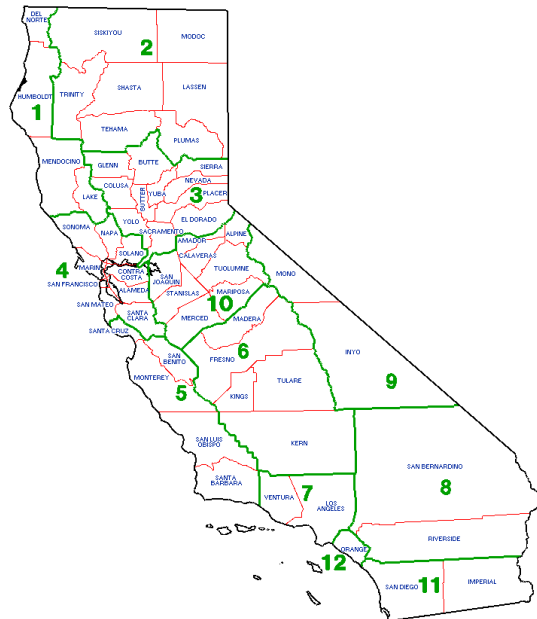 DEL
NORTE
SISKIYOU
MODOC
2
HUMBOLDT
1
TRINITY
SHASTA
LASSEN
TEHAMA
PLUMAS
MENDOCINO
GLENN
BUTTE
SIERRA
COLUSA
NEVADA
LAKE
SUTTER
YUBA
3
PLACER
SONOMA
NAPA
YOLO
SACRAMENTO
EL DORADO
ALPINE
AMADOR
SOLANO
CALAVERAS
4
MARIN
CONTRA
COSTA
SAN
JOAQUIN
TUOLUMNE
MONO
SAN FRANCISCO
ALAMEDA
STANISLAS
MARIPOSA
10
SAN MATEO
SANTA
CLARA
MERCED
MADERA
SANTA CRUZ
6
SAN
BENITO
FRESNO
INYO
MONTEREY
5
KINGS
TULARE
9
SAN LUIS
OBISPO
KERN
SANTA
BARBARA
SAN BERNARDINO
8
VENTURA
7
LOS
ANGELES
RIVERSIDE
ORANGE
12
SAN DIEGO
11
IMPERIAL